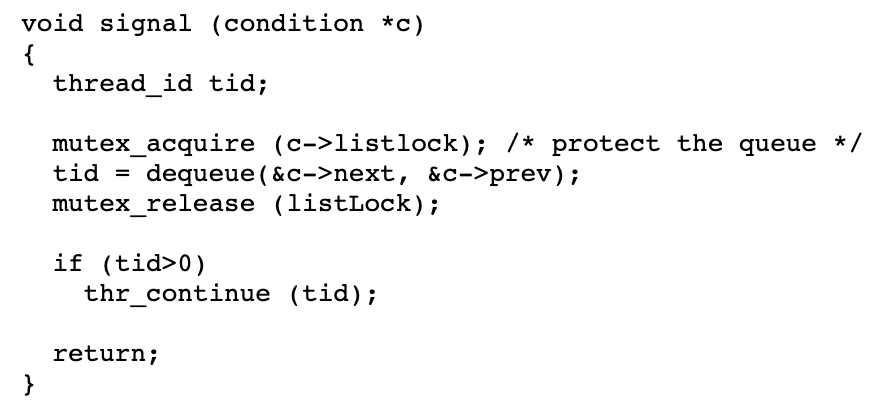 void signal (condition *c)
{
  thread_id tid;

  mutex_acquire (c->listlock); /* protect the queue */
  tid = dequeue(&c->next, &c->prev);
  mutex_release (listLock);

  if (tid>0)
    thr_continue (tid);

  return;
}